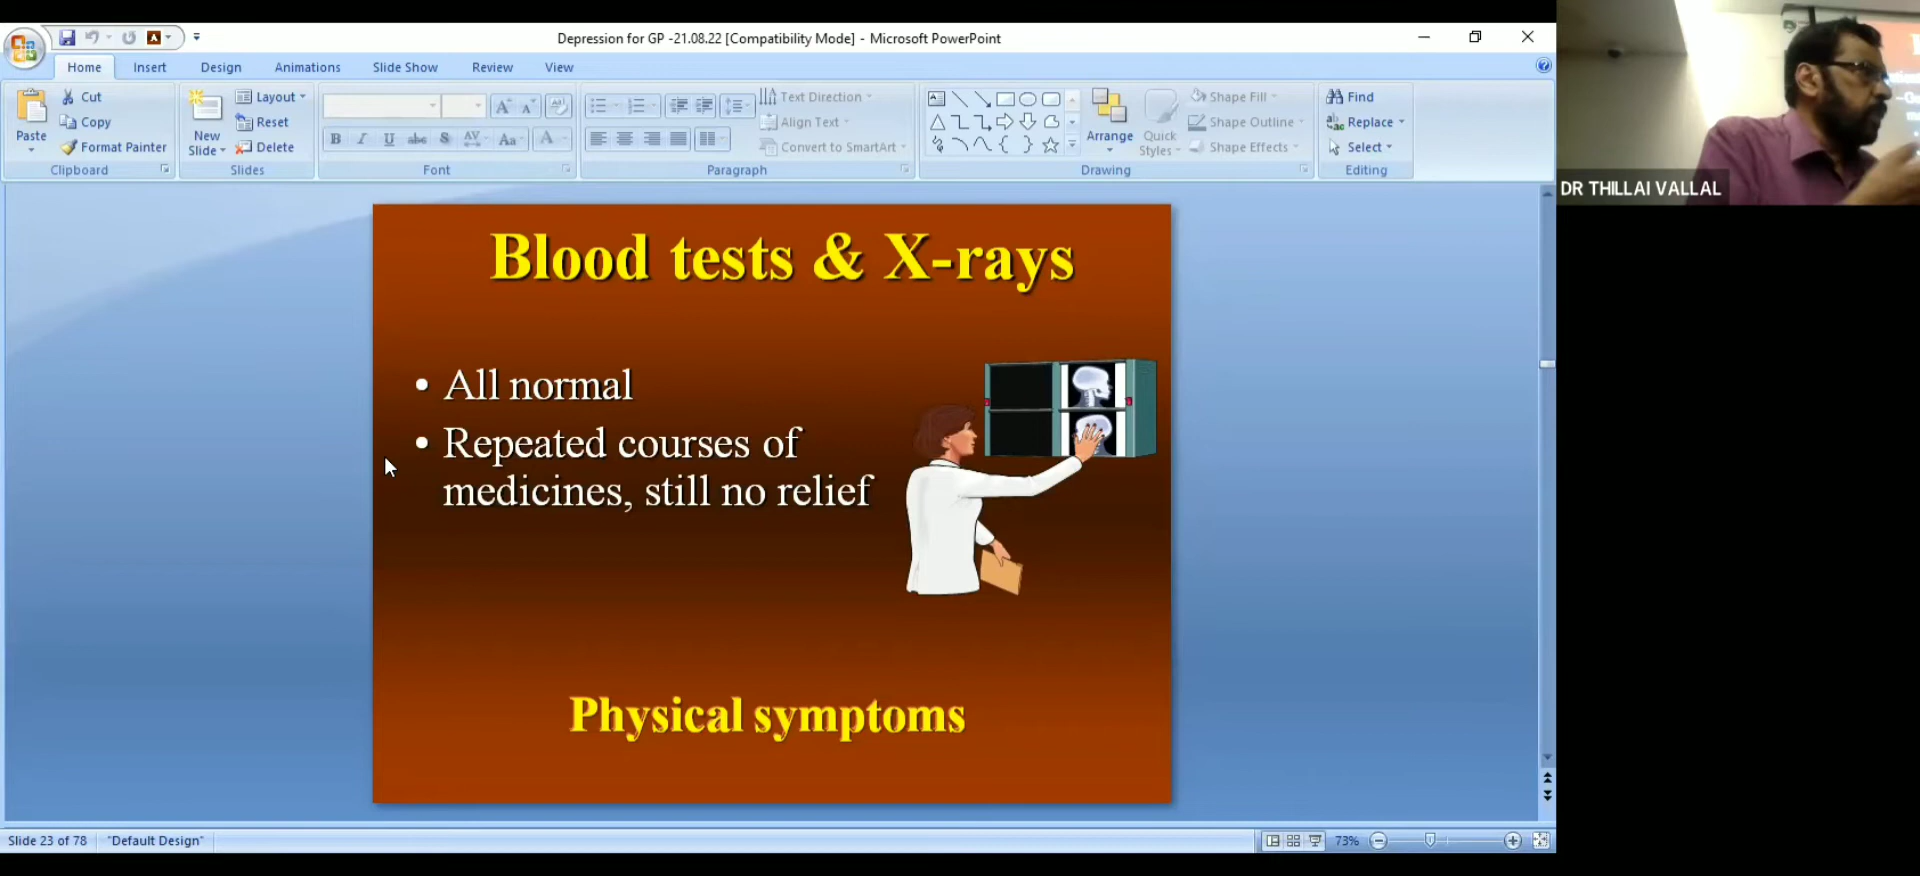 Depression for GP -21.08.22 [Compatibility Mode] - Microsoft PowerPoint
Home Insert Design Animations Slide Show Review View
Paste
Cut
Copy
Format Painter
Clipboard
New
Slide
Layout
Reset
Delete
Slides
B I U abc S AV Aa A
Font
Paragraph
Text Direction
Align Text
Convert to SmartArt
Arrange
Quick
Styles
Shape Fill
Shape Outline
Shape Effects
Drawing
Find
Replace
Select
Editing
DR THILLAI VALLAL
Blood tests & X-rays
• All normal
• Repeated courses of
medicines, still no relief
Physical symptoms
Slide 23 of 78 "Default Design" 73%